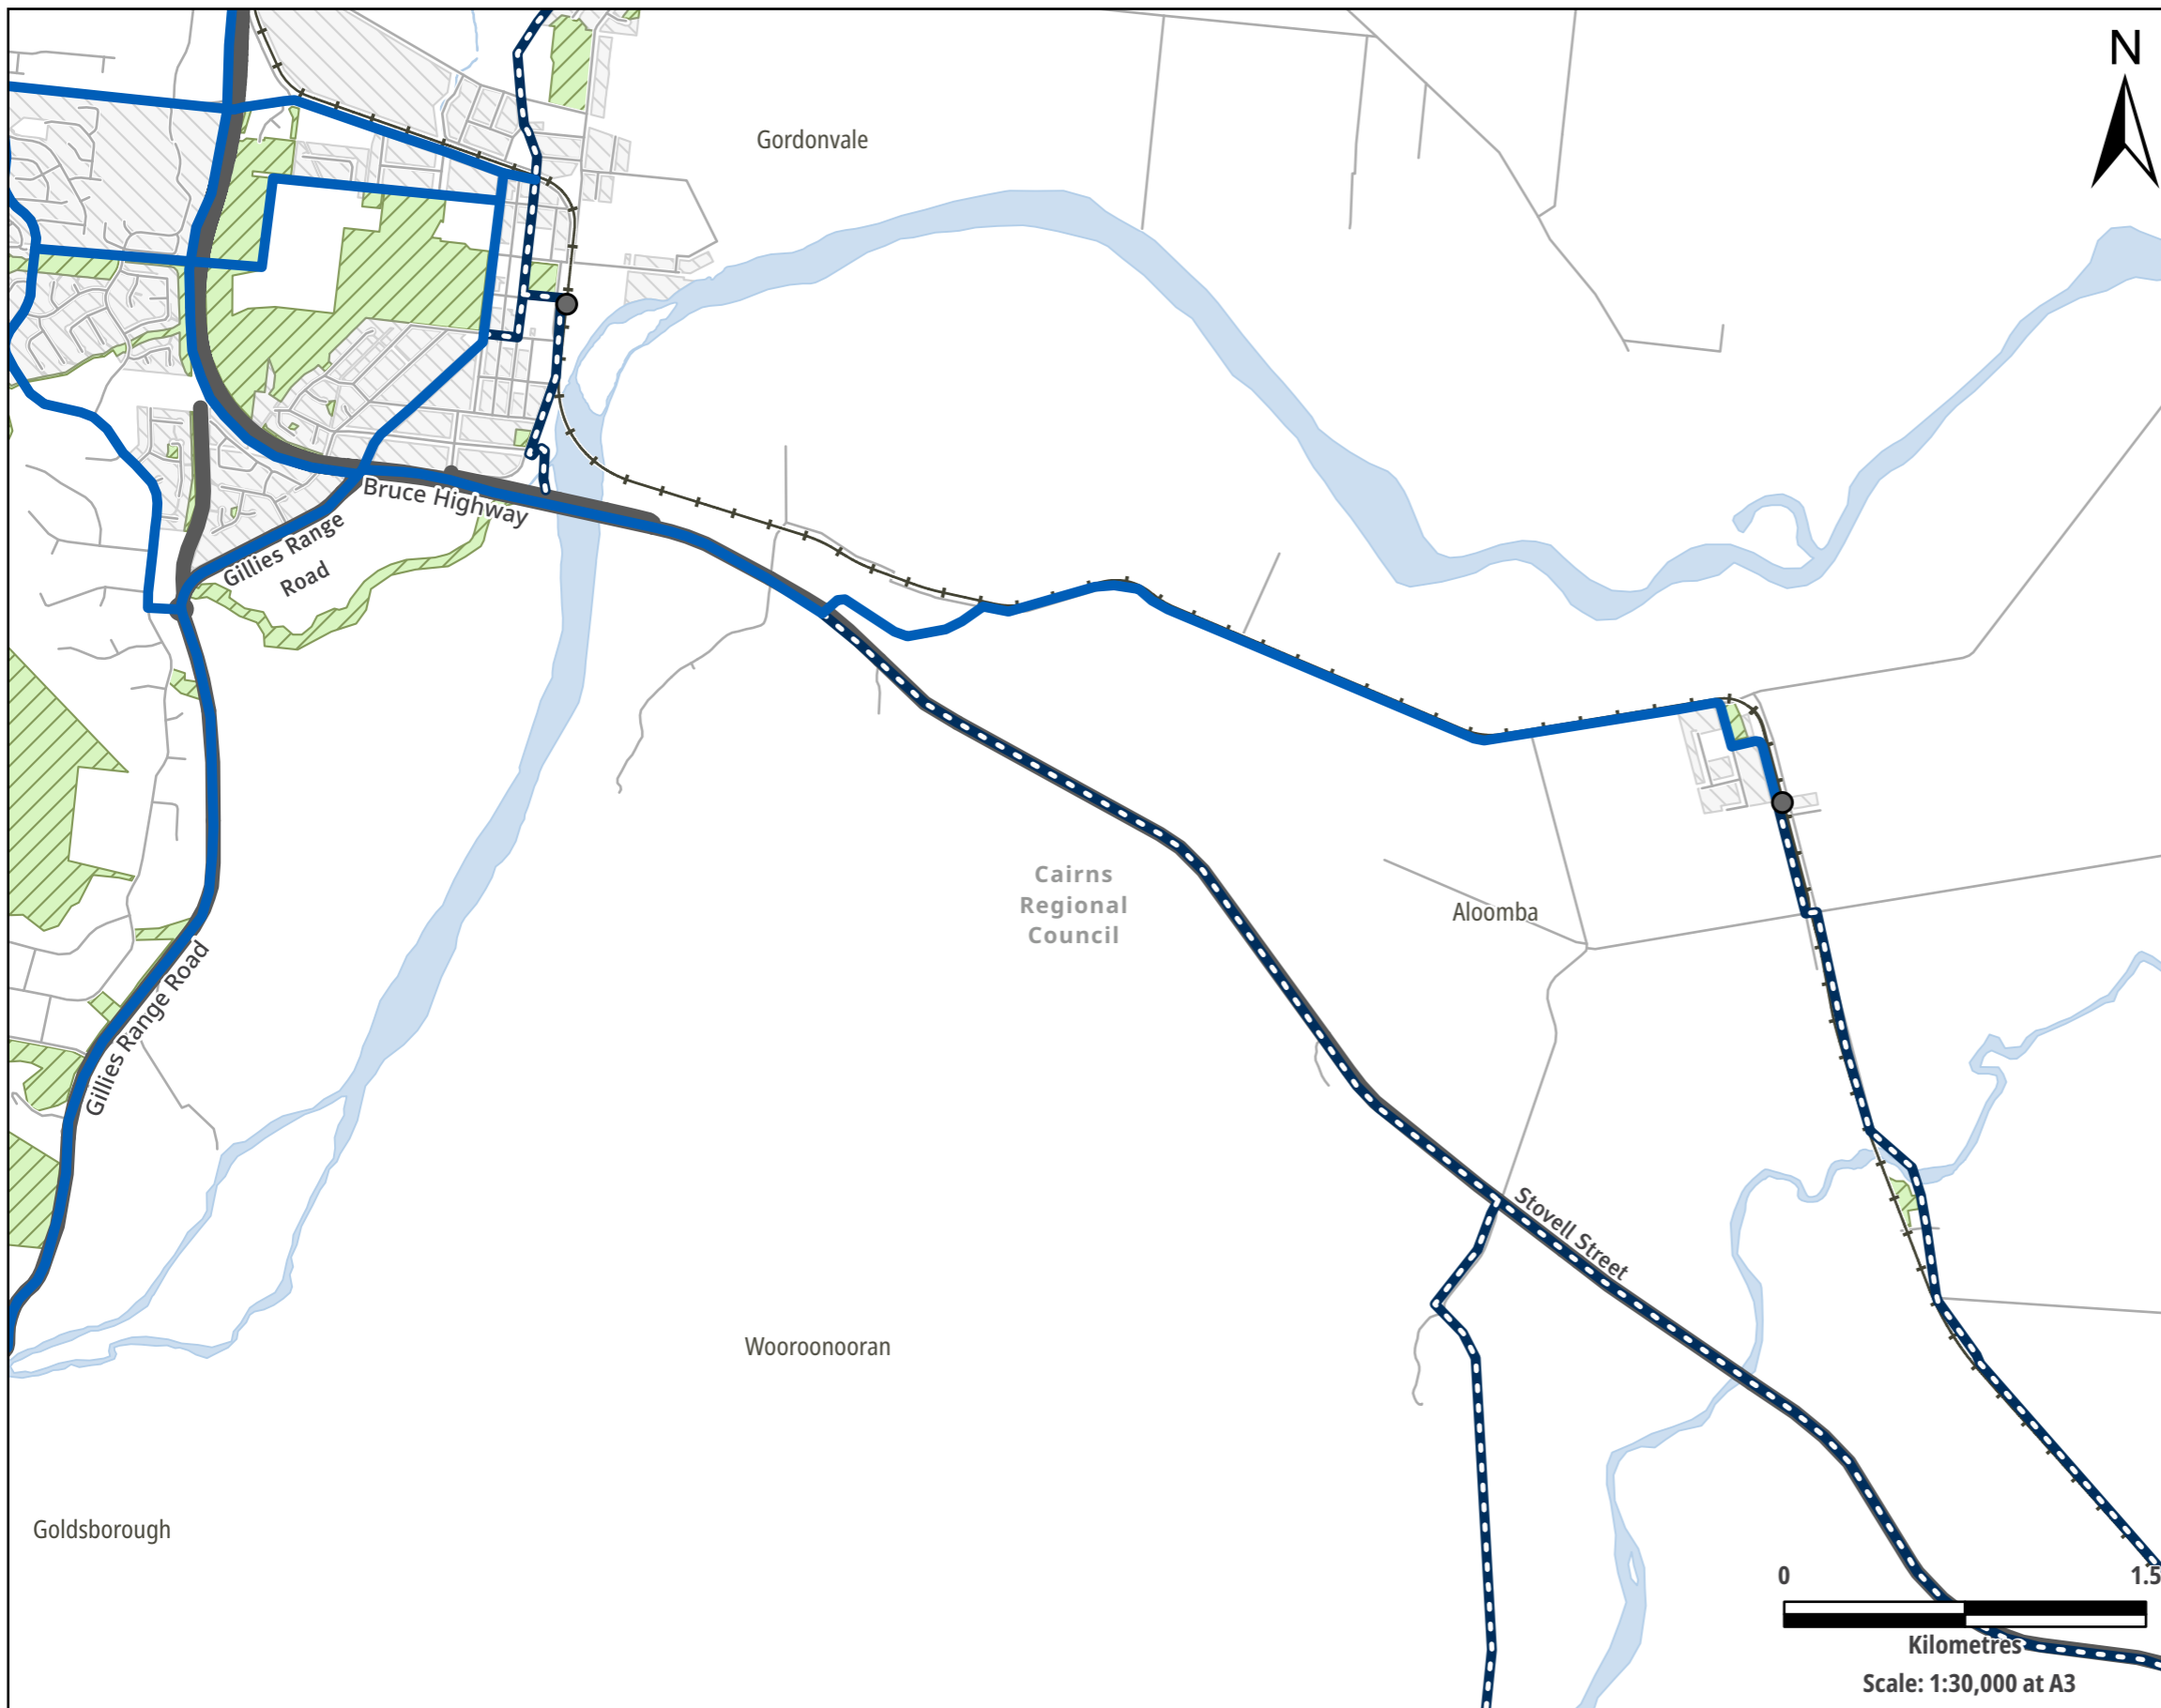 N
Gordonvale
Bruce Highway
Gillies Range
Road
Cairns
Regional
Council
Aloomba
Gillies Range Road
Stovell Street
Wooroonooran
Goldsborough
0 1.5
Kilometres
Scale: 1:30,000 at A3